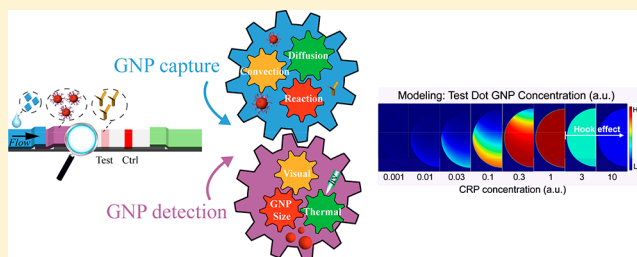 GNP capture
Diffusion
Convection
Reaction
Flow
Test Ctrl
GNP detection
Visual
GNP
Size
Thermal
Modeling: Test Dot GNP Concentration (a.u.)
Hook effect
0.001 0.01 0.03 0.1 0.3 1 3 10
CRP concentration (a.u.)